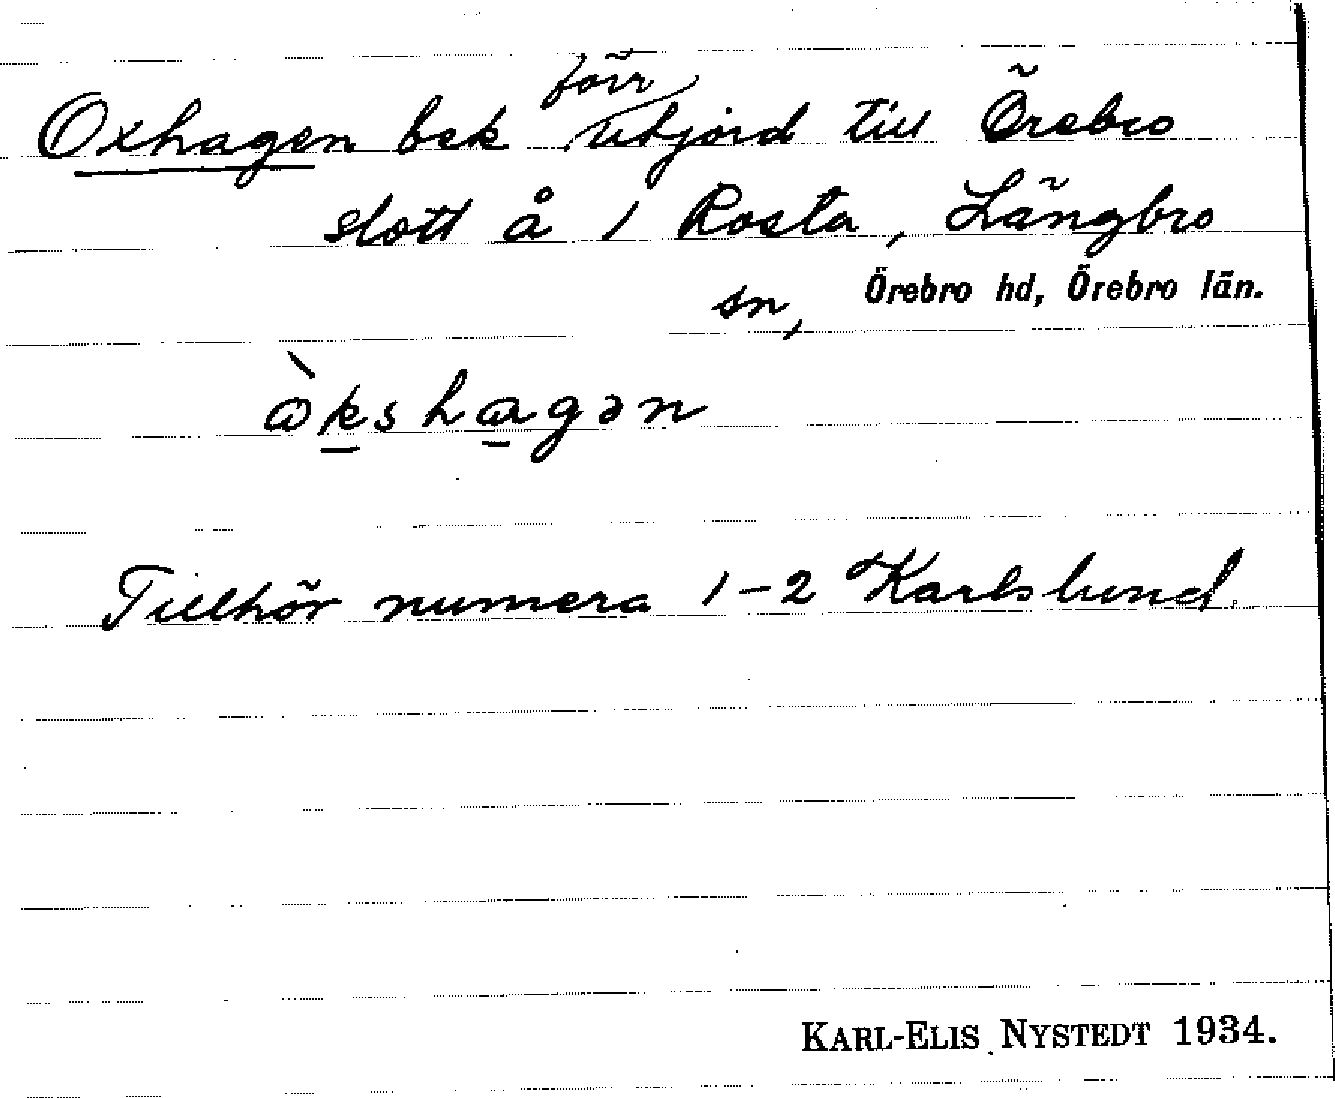 Oxhagen bek förr utjord till Örebro
slott å 1 Rosta, Längbro
sn, Örebro hd, Örebro län.
ꜵ̀kshagən
Tillhör numera 1-2 Karlslund.
KARL-ELIS NYSTEDT 1934.